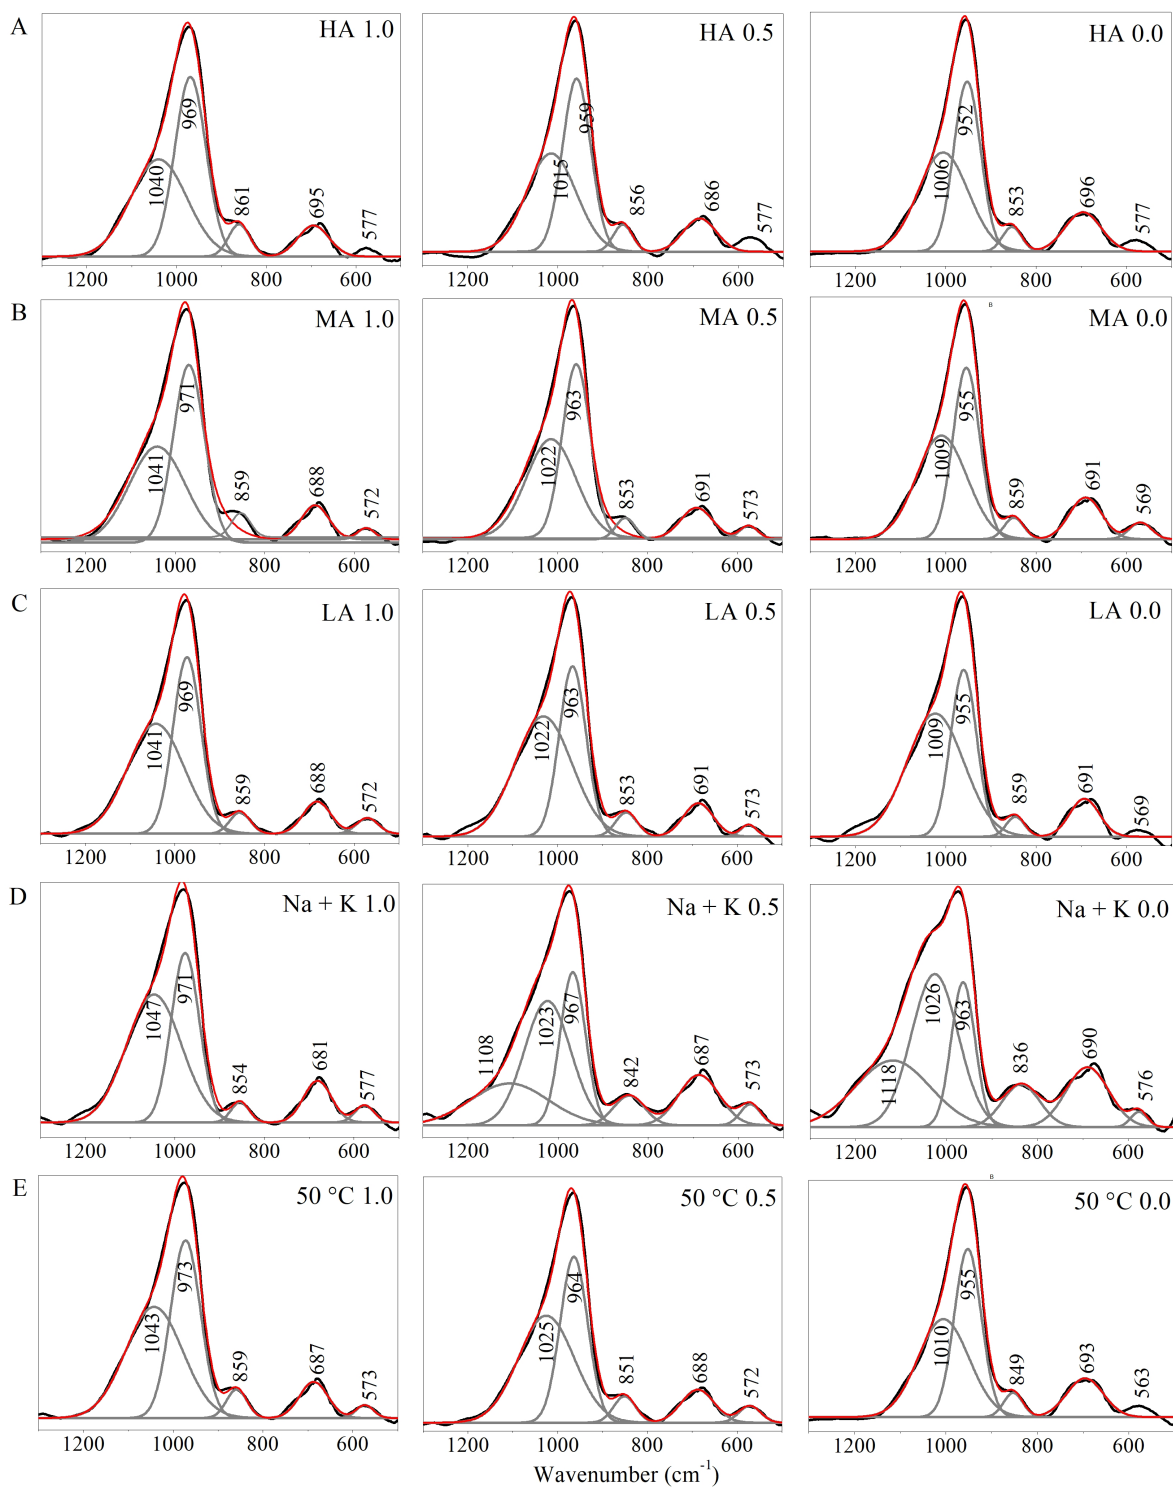 A
HA 1.0
1040
969
861
695
577
1200 1000 800 600
HA 0.5
1015
959
856
686
577
1200 1000 800 600
HA 0.0
1006
952
853
696
577
1200 1000 800 600
B
MA 1.0
1041
971
859
688
572
1200 1000 800 600
MA 0.5
1022
963
853
691
573
1200 1000 800 600
B
MA 0.0
1009
955
859
691
569
1200 1000 800 600
C
LA 1.0
1041
969
859
688
572
1200 1000 800 600
LA 0.5
1022
963
853
691
573
1200 1000 800 600
LA 0.0
1009
955
859
691
569
1200 1000 800 600
D
Na + K 1.0
1047
971
854
681
577
1200 1000 800 600
Na + K 0.5
1108
1023
967
842
687
573
1200 1000 800 600
Na + K 0.0
1118
1026
963
836
690
576
1200 1000 800 600
E
50 °C 1.0
1043
973
859
687
573
1200 1000 800 600
50 °C 0.5
1025
964
851
688
572
1200 1000 800 600
B
50 °C 0.0
1010
955
849
693
563
1200 1000 800 600
Wavenumber (cm⁻¹)